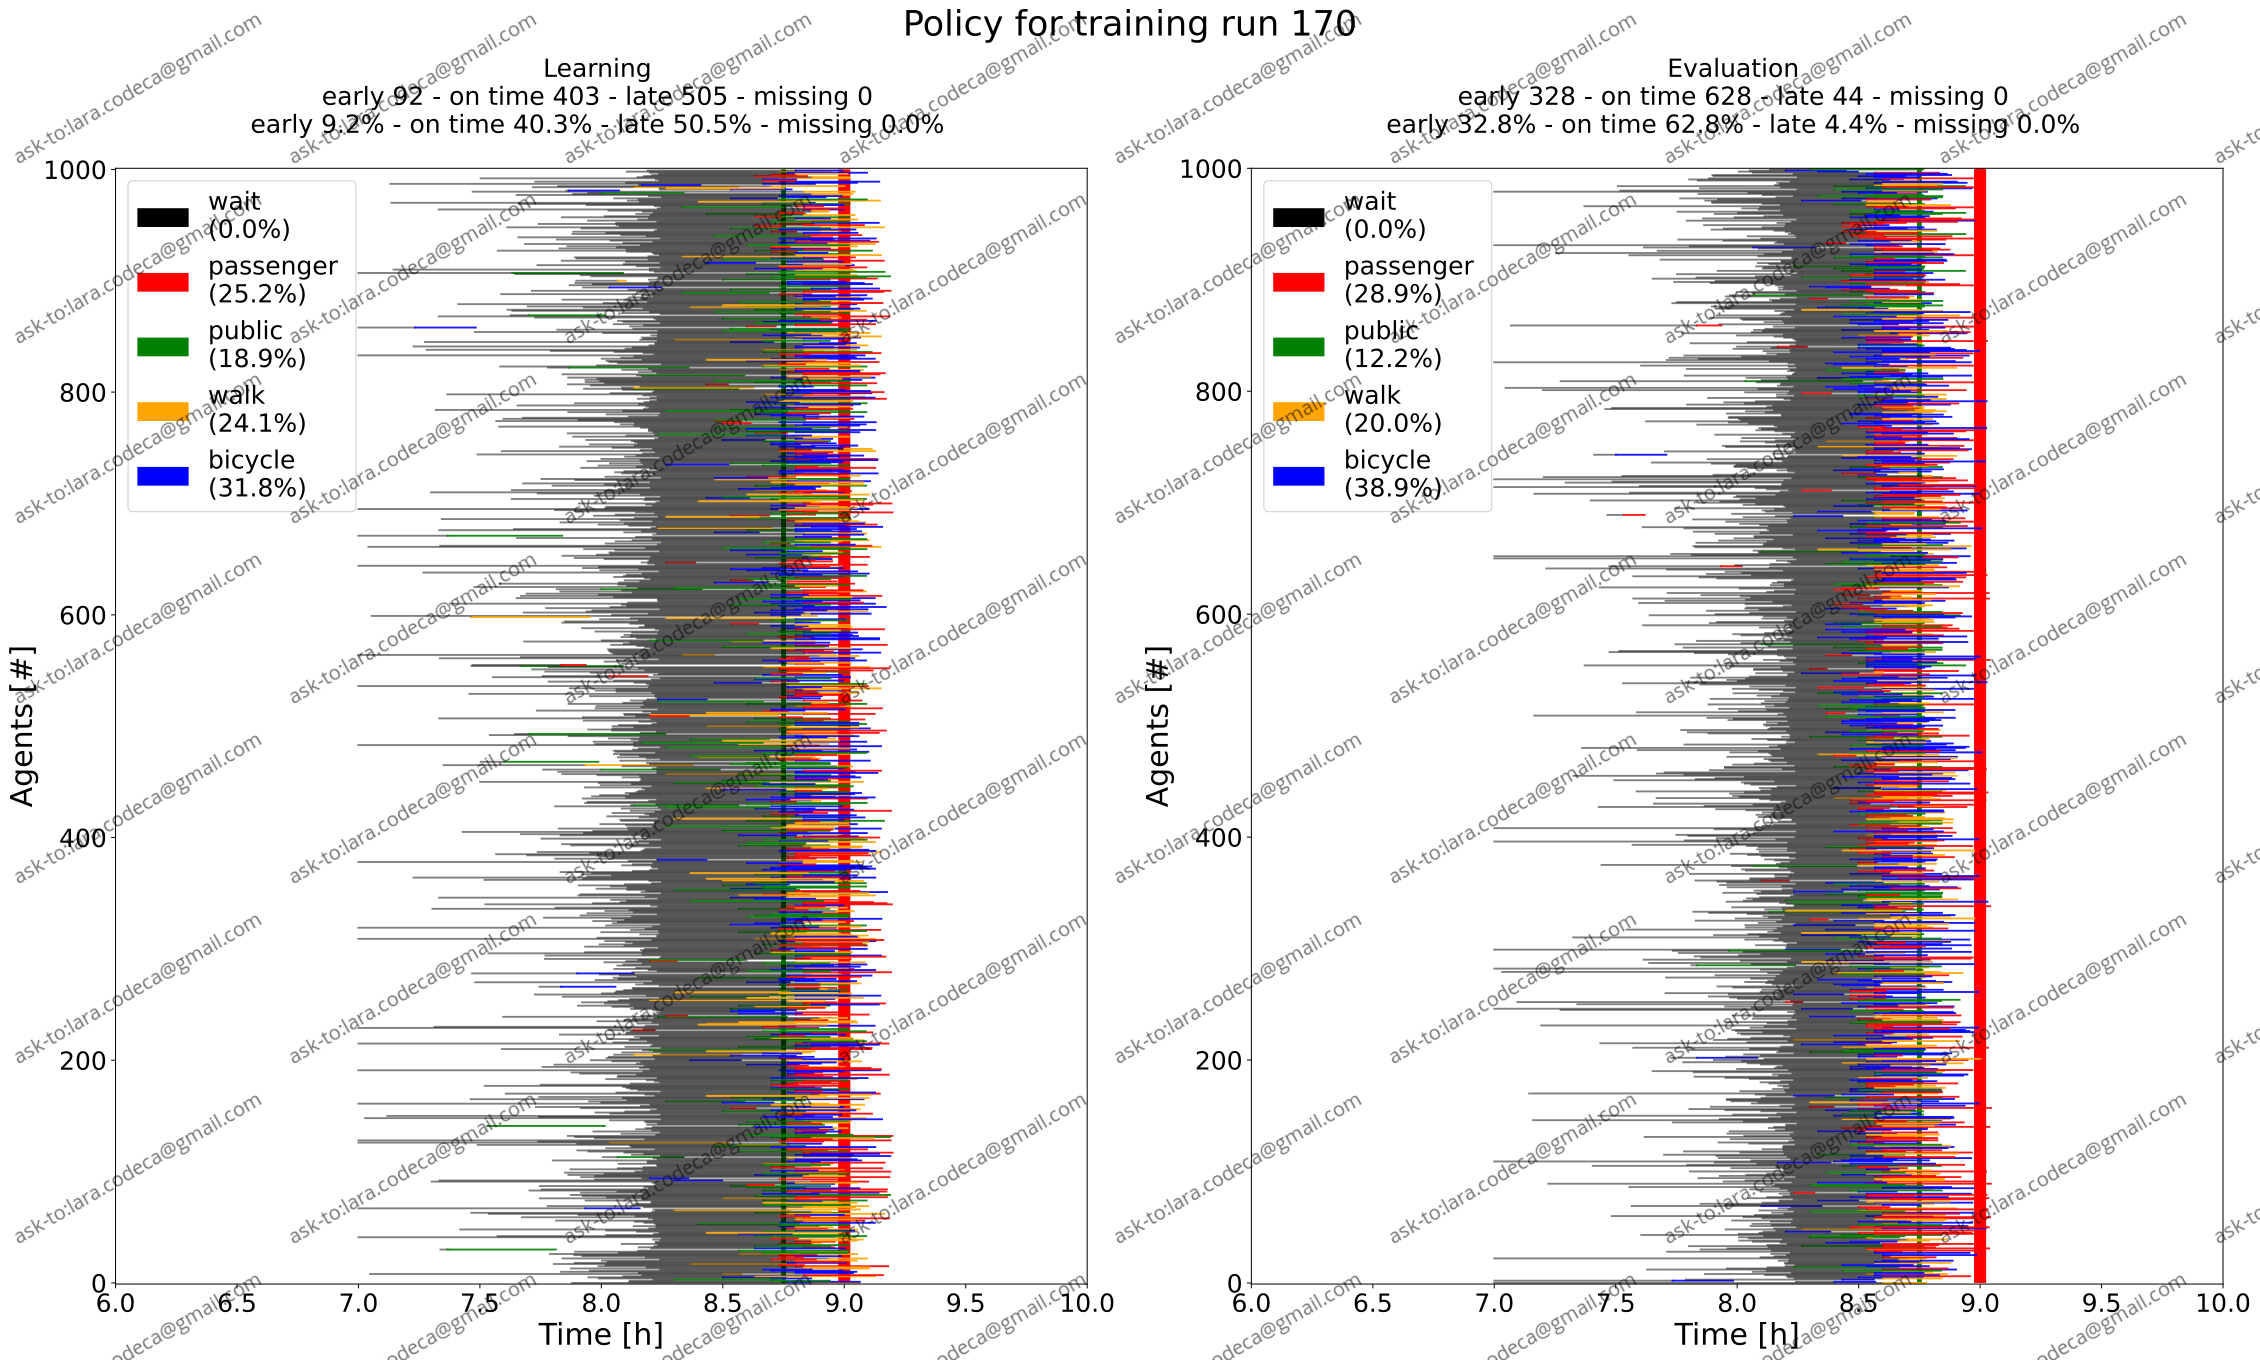 Policy for training run 170
Learning
early 92 - on time 403 - late 505 - missing 0
early 9.2% - on time 40.3% - late 50.5% - missing 0.0%
1000
800
600
400
200
0
Agents [#]
wait
(0.0%)
passenger
(25.2%)
public
(18.9%)
walk
(24.1%)
bicycle
(31.8%)
6.0 6.5 7.0 7.5 8.0 8.5 9.0 9.5 10.0
Time [h]
Evaluation
early 328 - on time 628 - late 44 - missing 0
early 32.8% - on time 62.8% - late 4.4% - missing 0.0%
1000
800
600
400
200
0
Agents [#]
wait
(0.0%)
passenger
(28.9%)
public
(12.2%)
walk
(20.0%)
bicycle
(38.9%)
6.0 6.5 7.0 7.5 8.0 8.5 9.0 9.5 10.0
Time [h]
ask-to:lara.codeca@gmail.com